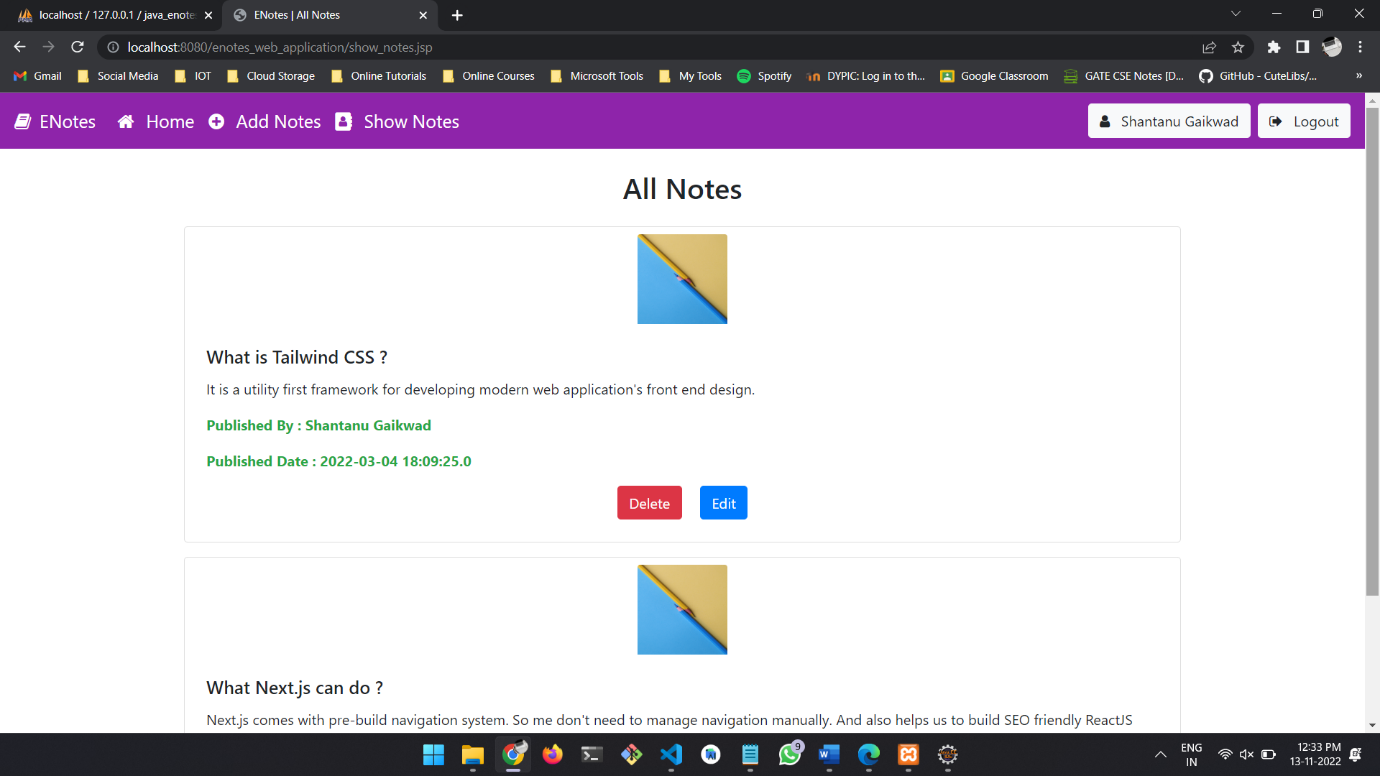 localhost / 127.0.0.1 / java_enote
ENotes | All Notes
localhost:8080/enotes_web_application/show_notes.jsp
Gmail Social Media IOT Cloud Storage Online Tutorials Online Courses Microsoft Tools My Tools Spotify DYPIC: Log in to th... Google Classroom GATE CSE Notes [D... GitHub - CuteLibs/... »
ENotes Home Add Notes Show Notes Shantanu Gaikwad Logout
All Notes
What is Tailwind CSS ?
It is a utility first framework for developing modern web application's front end design.
Published By : Shantanu Gaikwad
Published Date : 2022-03-04 18:09:25.0
Delete Edit
What Next.js can do ?
Next.js comes with pre-build navigation system. So me don't need to manage navigation manually. And also helps us to build SEO friendly ReactJS
9
ENG
IN
12:33 PM
13-11-2022